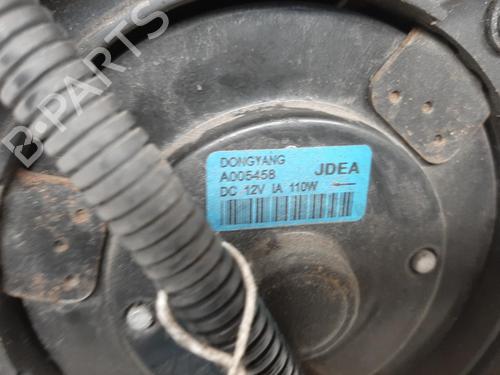 B-PARTS
DONGYANG
A005458 JDEA
DC 12V IA 110W ←